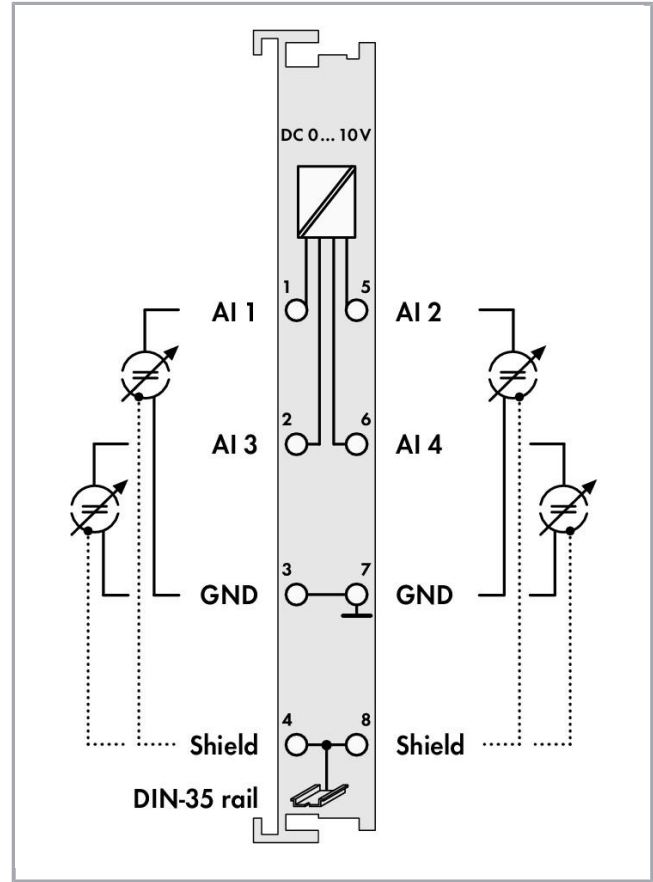 DC 0... 10V
1 5
AI 1 AI 2
2 6
AI 3 AI 4
3 7
GND GND
4 8
Shield Shield
DIN-35 rail